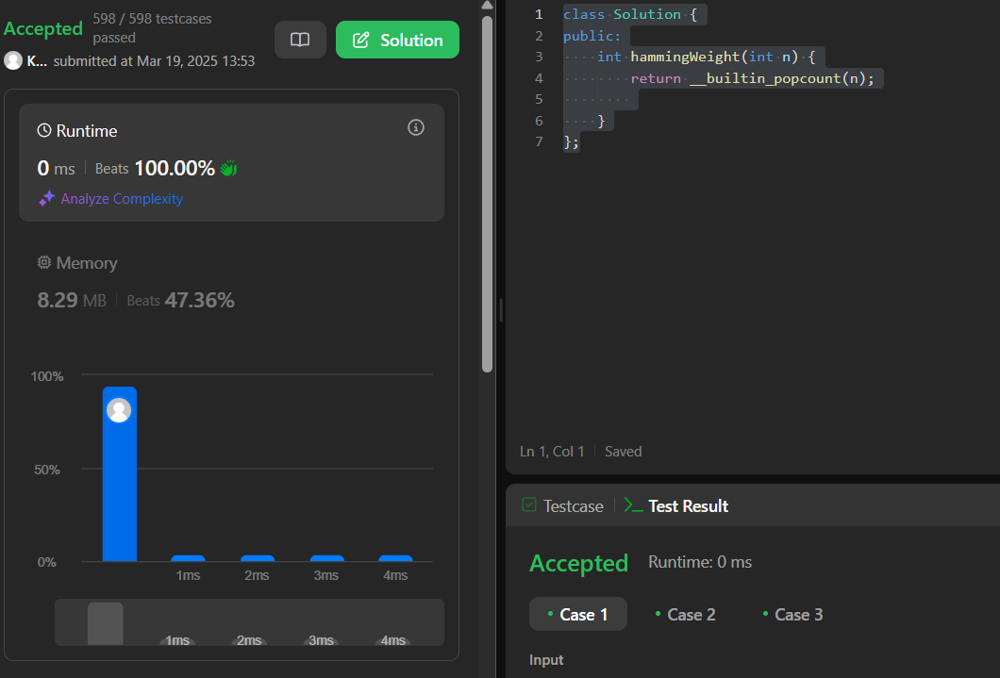 Accepted
598 / 598 testcases
passed
Solution
K... submitted at Mar 19, 2025 13:53
Runtime
0 ms Beats 100.00%
Analyze Complexity
Memory
8.29 MB Beats 47.36%
100%
50%
0%
1ms 2ms 3ms 4ms
1ms 2ms 3ms 4ms
1 class Solution {
2 public:
3     int hammingWeight(int n) {
4         return __builtin_popcount(n);
5
6     }
7 };
Ln 1, Col 1 Saved
Testcase >_ Test Result
Accepted Runtime: 0 ms
• Case 1 • Case 2 • Case 3
Input